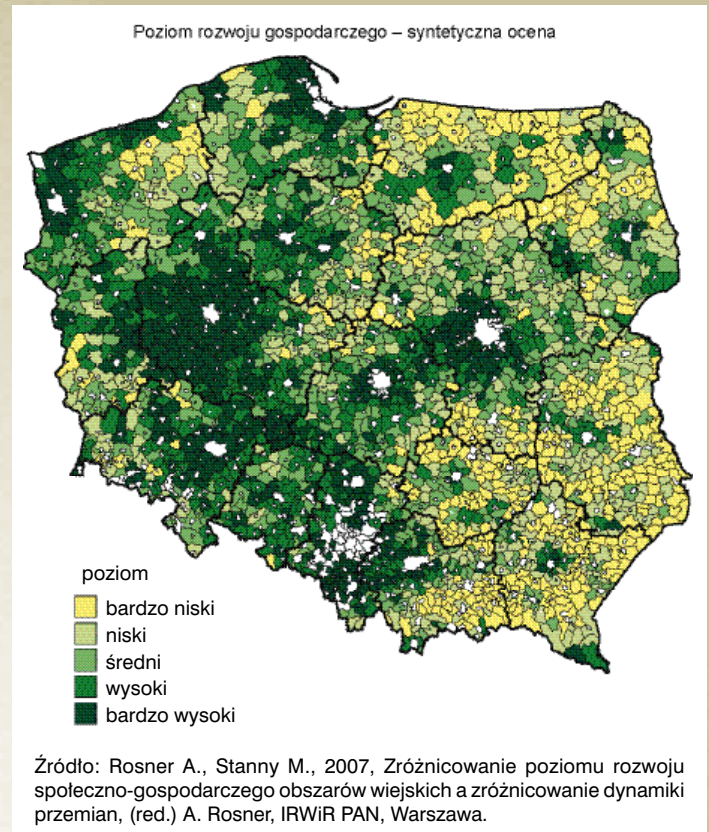 Poziom rozwoju gospodarczego – syntetyczna ocena
poziom
bardzo niski
niski
średni
wysoki
bardzo wysoki
Źródło: Rosner A., Stanny M., 2007, Zróżnicowanie poziomu rozwoju
społeczno-gospodarczego obszarów wiejskich a zróżnicowanie dynamiki
przemian, (red.) A. Rosner, IRWiR PAN, Warszawa.